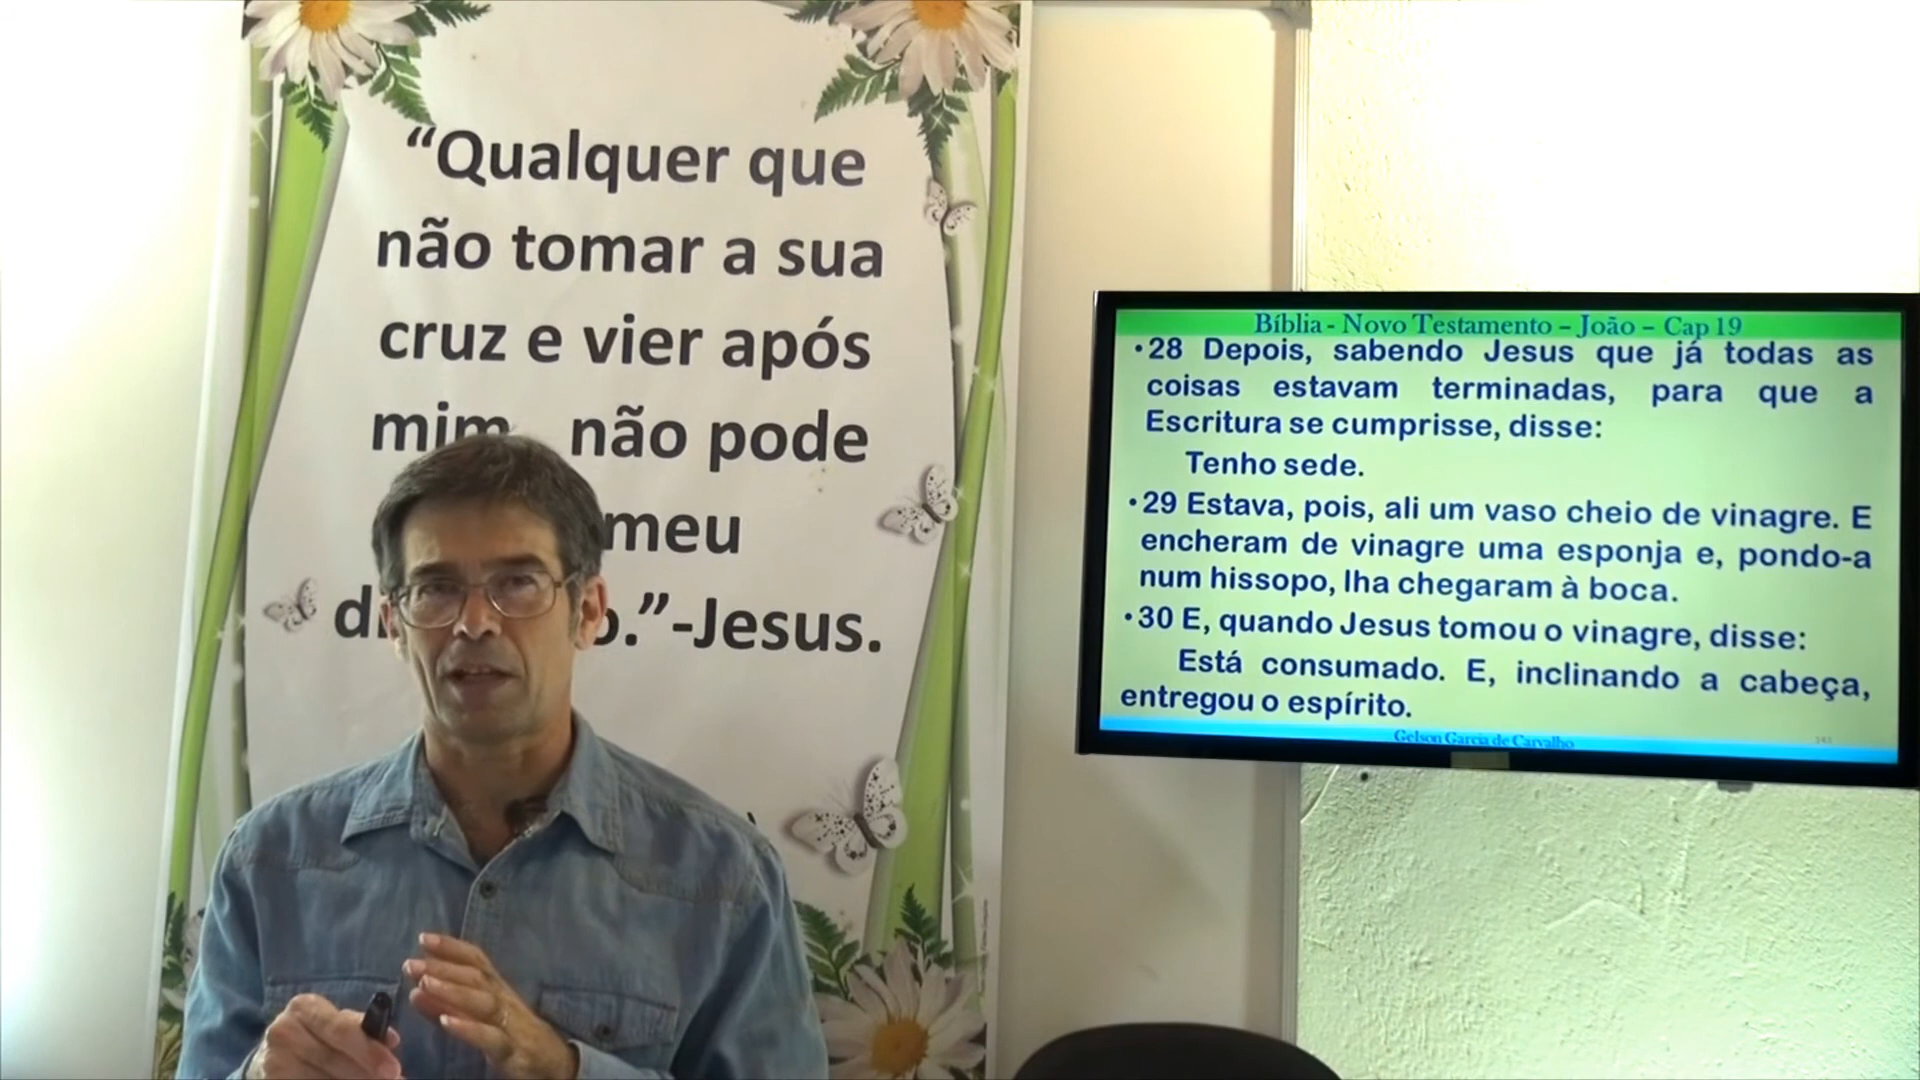 “Qualquer que
não tomar a sua
cruz e vier após
não pode
meu
-Jesus.
Bíblia - Novo Testamento – João – Cap 19
•28 Depois, sabendo Jesus que já todas as
coisas estavam terminadas, para que a
Escritura se cumprisse, disse:
Tenho sede.
•29 Estava, pois, ali um vaso cheio de vinagre. E
encheram de vinagre uma esponja e, pondo-a
num hissopo, lha chegaram à boca.
•30 E, quando Jesus tomou o vinagre, disse:
Está consumado. E, inclinando a cabeça,
entregou o espírito.
Gelson Garcia de Carvalho